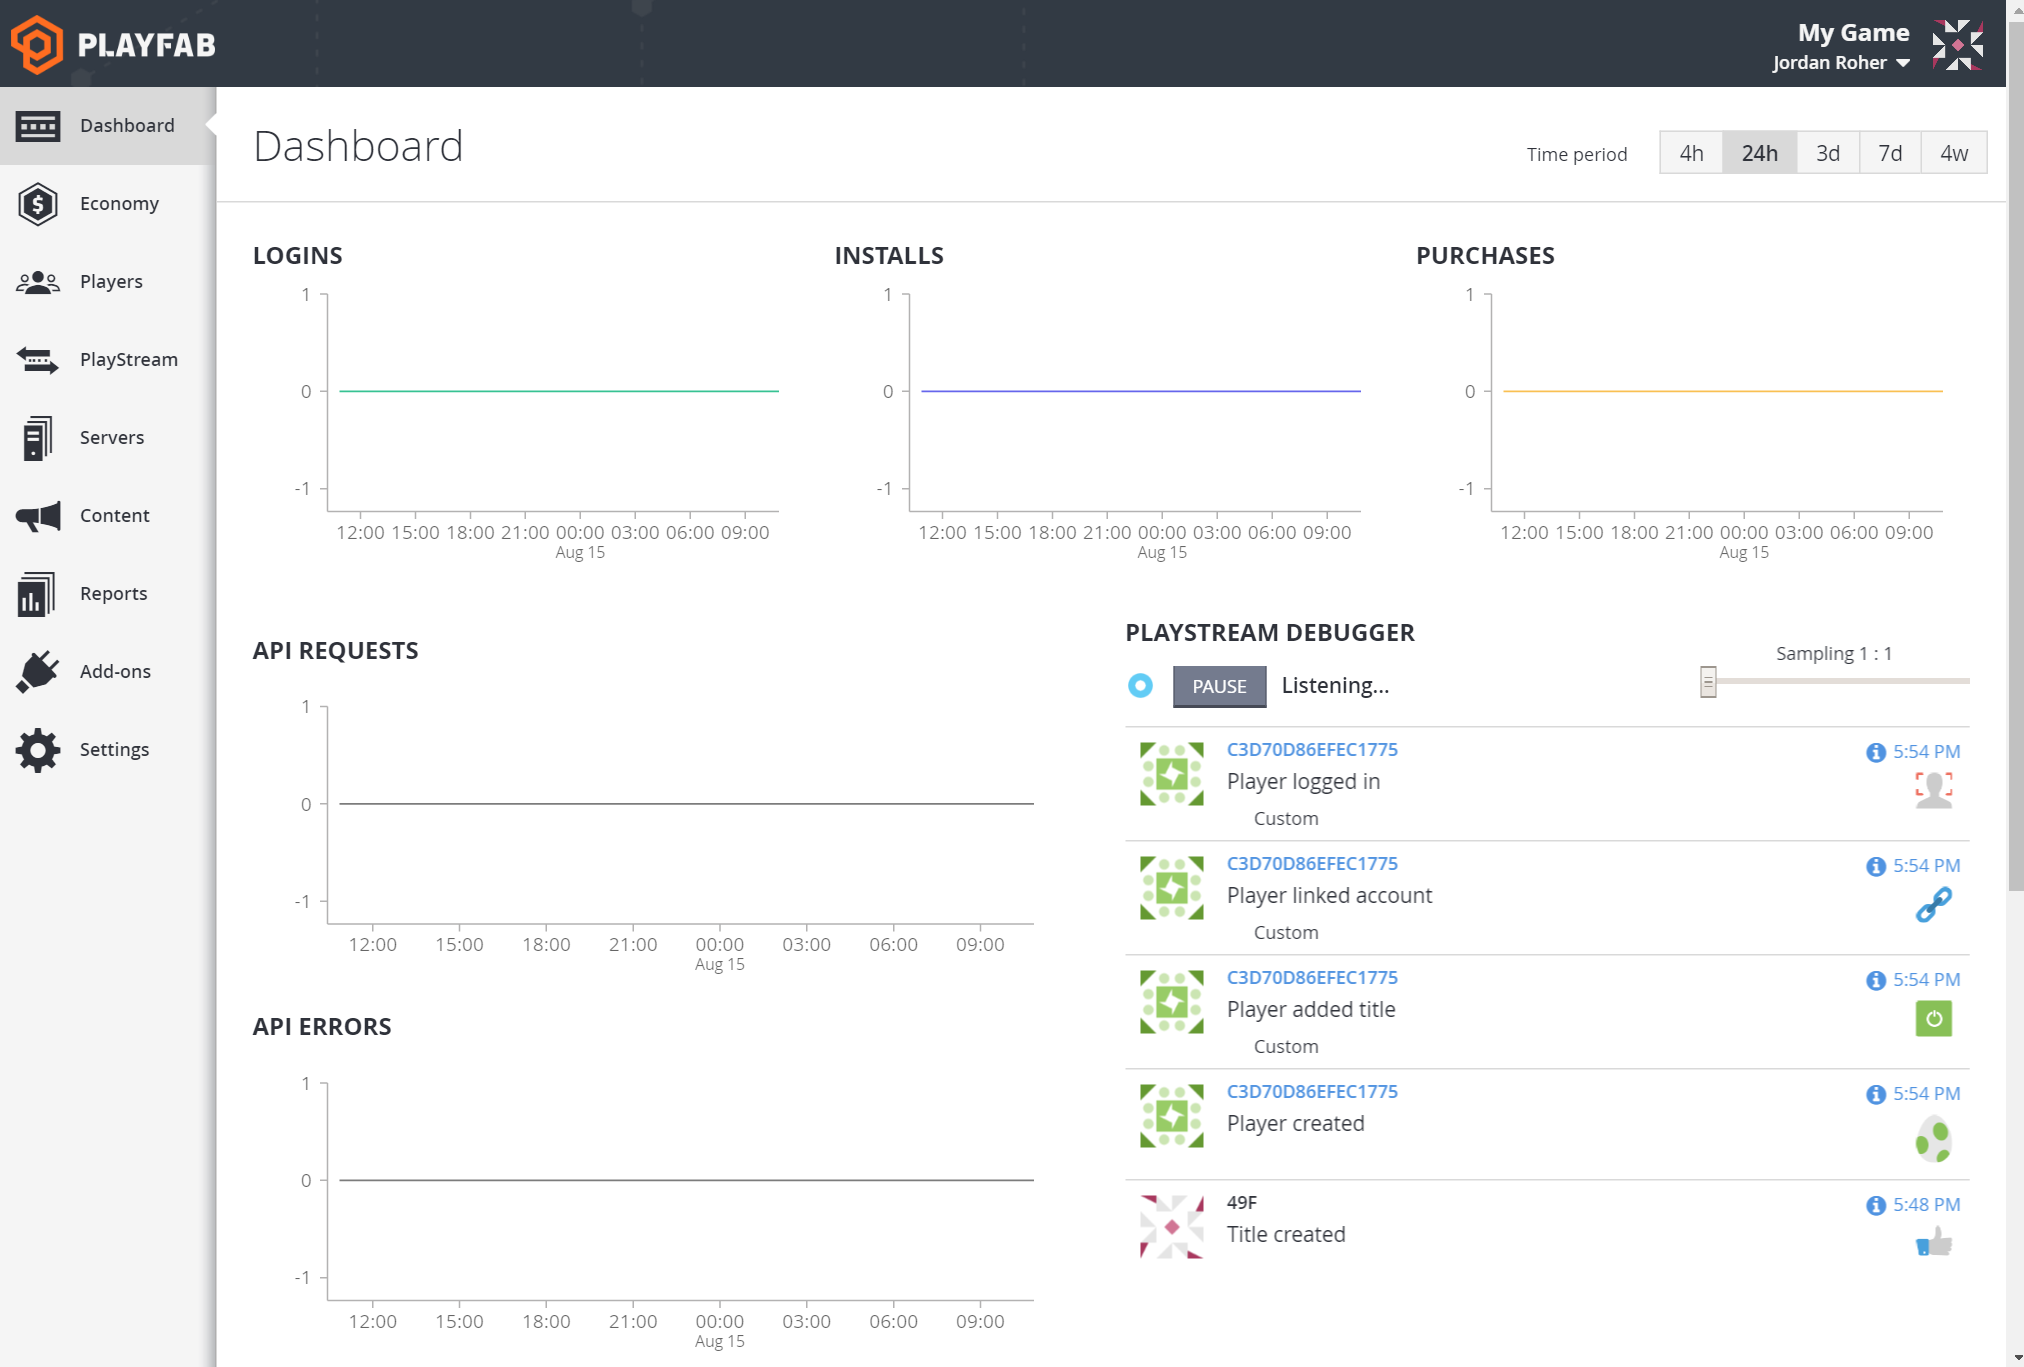 PLAYFAB
My Game
Jordan Roher
Dashboard
Economy
Players
PlayStream
Servers
Content
Reports
Add-ons
Settings
Dashboard
Time period 4h 24h 3d 7d 4w
LOGINS
1
0
-1
12:00 15:00 18:00 21:00 00:00 03:00 06:00 09:00
Aug 15
INSTALLS
1
0
-1
12:00 15:00 18:00 21:00 00:00 03:00 06:00 09:00
Aug 15
PURCHASES
1
0
-1
12:00 15:00 18:00 21:00 00:00 03:00 06:00 09:00
Aug 15
API REQUESTS
1
0
-1
12:00 15:00 18:00 21:00 00:00 03:00 06:00 09:00
Aug 15
API ERRORS
1
0
-1
12:00 15:00 18:00 21:00 00:00 03:00 06:00 09:00
Aug 15
PLAYSTREAM DEBUGGER
Sampling 1 : 1
PAUSE Listening...
C3D70D86EFEC1775 5:54 PM
Player logged in
Custom
C3D70D86EFEC1775 5:54 PM
Player linked account
Custom
C3D70D86EFEC1775 5:54 PM
Player added title
Custom
C3D70D86EFEC1775 5:54 PM
Player created
49F 5:48 PM
Title created